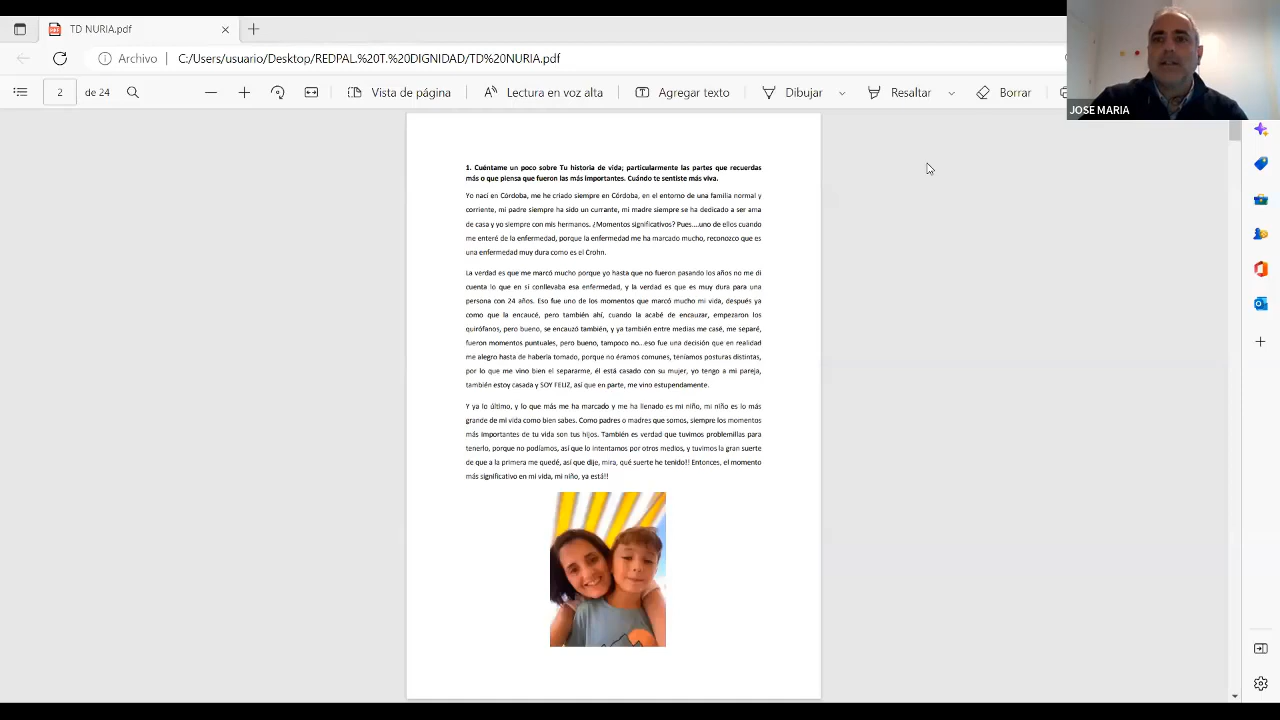 TD NURIA.pdf
Archivo
C:/Users/usuario/Desktop/REDPAL%20T.%20DIGNIDAD/TD%20NURIA.pdf
2 de 24
Vista de página
Lectura en voz alta
Agregar texto
Dibujar
Resaltar
Borrar
JOSE MARIA
1. Cuéntame un poco sobre Tu historia de vida; particularmente las partes que recuerdas
más o que piensa que fueron las más importantes. Cuándo te sentiste más viva.
Yo nací en Córdoba, me he criado siempre en Córdoba, en el entorno de una familia normal y
corriente, mi padre siempre ha sido un currante, mi madre siempre se ha dedicado a ser ama
de casa y yo siempre con mis hermanos. ¿Momentos significativos? Pues....uno de ellos cuando
me enteré de la enfermedad, porque la enfermedad me ha marcado mucho, reconozco que es
una enfermedad muy dura como es el Crohn.
La verdad es que me marcó mucho porque yo hasta que no fueron pasando los años no me di
cuenta lo que en sí conllevaba esa enfermedad, y la verdad es que es muy dura para una
persona con 24 años. Eso fue uno de los momentos que marcó mucho mi vida, después ya
como que la encaucé, pero también ahí, cuando la acabé de encauzar, empezaron los
quirófanos, pero bueno, se encauzó también, y ya también entre medias me casé, me separé,
fueron momentos puntuales, pero bueno, tampoco no...eso fue una decisión que en realidad
me alegro hasta de haberla tomado, porque no éramos comunes, teníamos posturas distintas,
por lo que me vino bien el separarme, él está casado con su mujer, yo tengo a mi pareja,
también estoy casada y SOY FELIZ, así que en parte, me vino estupendamente.
Y ya lo último, y lo que más me ha marcado y me ha llenado es mi niño, mi niño es lo más
grande de mi vida como bien sabes. Como padres o madres que somos, siempre los momentos
más importantes de tu vida son tus hijos. También es verdad que tuvimos problemillas para
tenerlo, porque no podíamos, así que lo intentamos por otros medios, y tuvimos la gran suerte
de que a la primera me quedé, así que dije, mira, qué suerte he tenido!! Entonces, el momento
más significativo en mi vida, mi niño, ya está!!